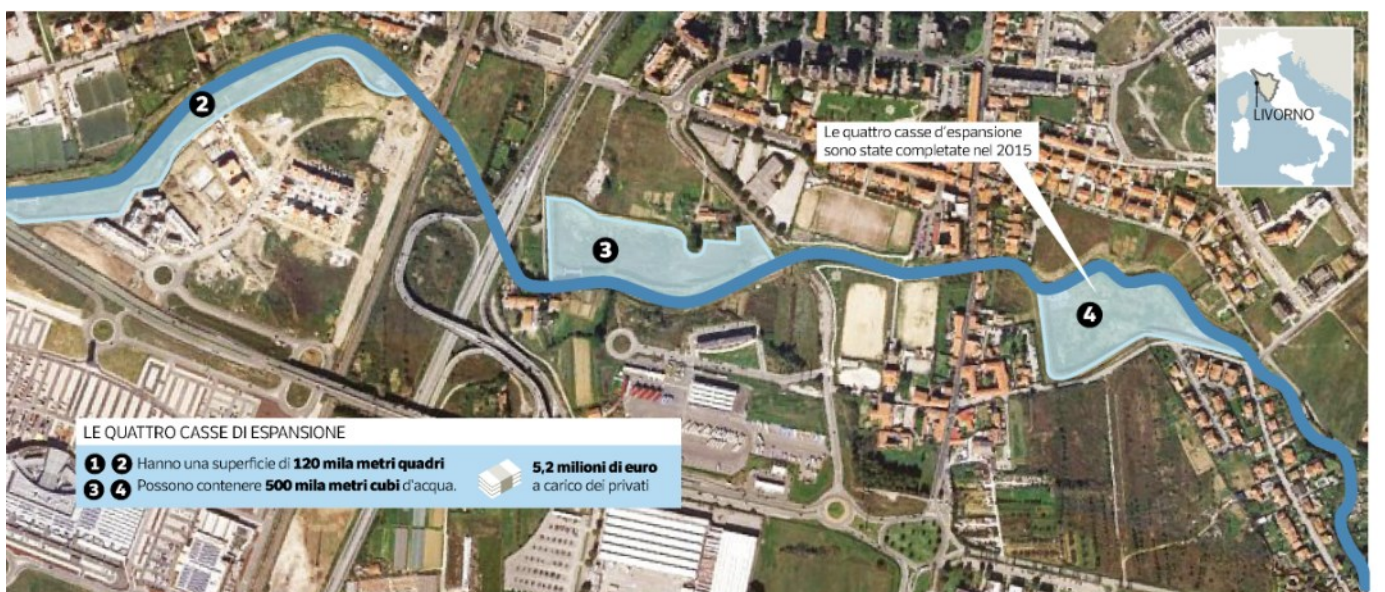 2
3
4
Le quattro casse d'espansione
sono state completate nel 2015
LIVORNO
LE QUATTRO CASSE DI ESPANSIONE
1 2 Hanno una superficie di 120 mila metri quadri
3 4 Possono contenere 500 mila metri cubi d'acqua.
5,2 milioni di euro
a carico dei privati